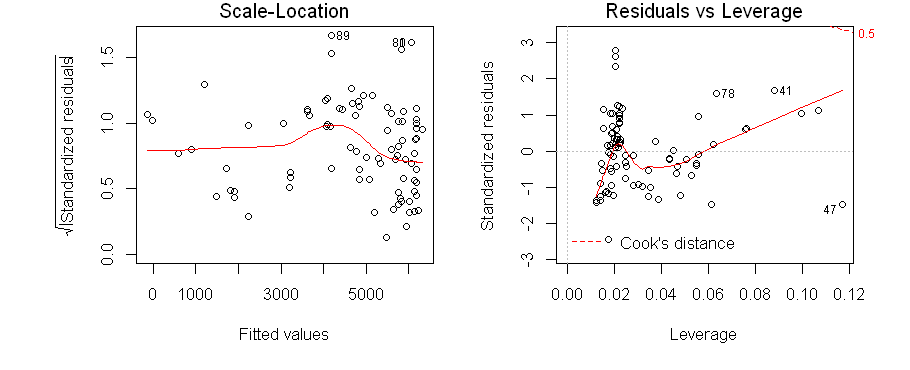 Scale-Location
√|Standardized residuals|
0.0 0.5 1.0 1.5
89
80
0 1000 3000 5000
Fitted values
Residuals vs Leverage
Standardized residuals
-3 -2 -1 0 1 2 3
0.5
78
41
47
Cook's distance
0.00 0.02 0.04 0.06 0.08 0.10 0.12
Leverage